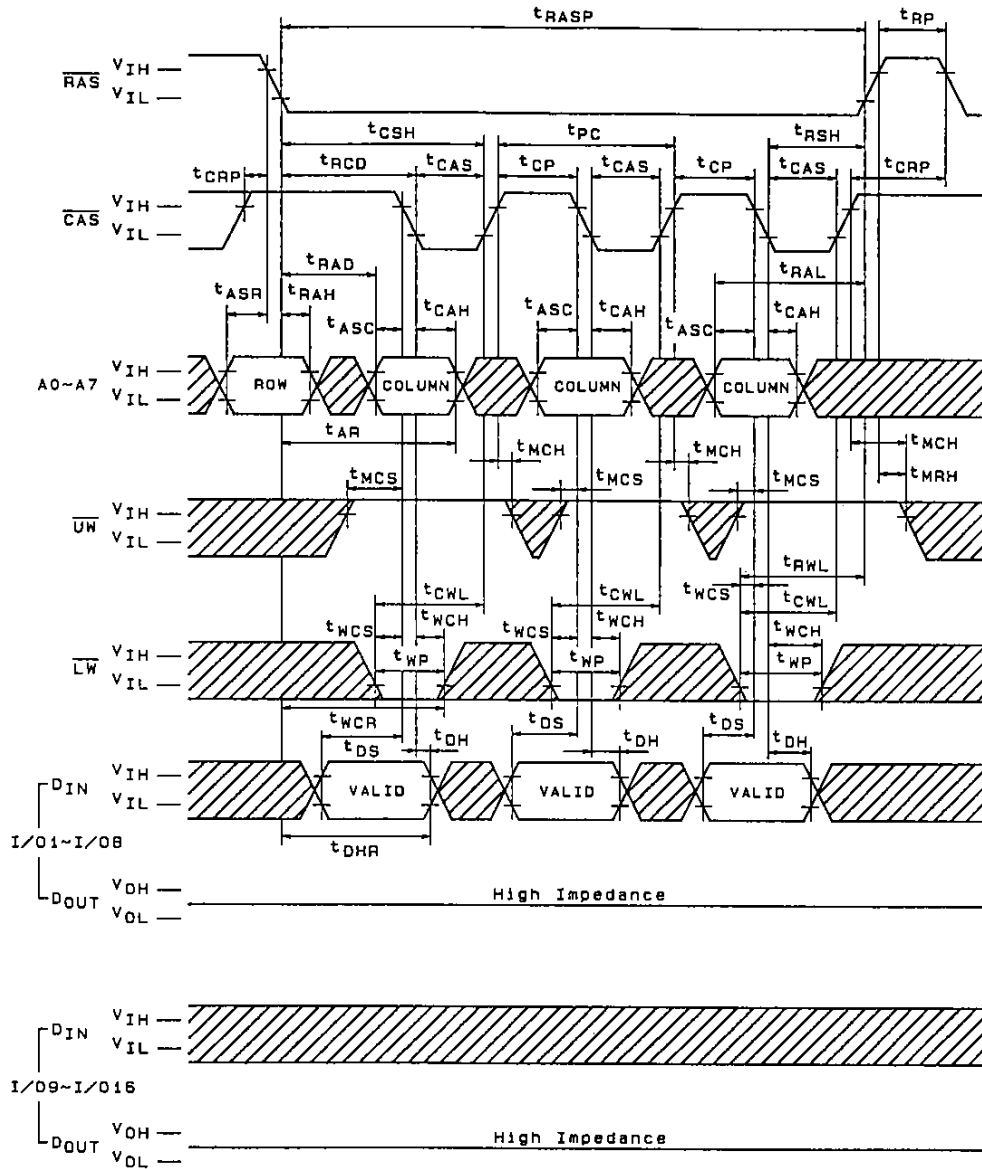 tRASP tRP
RAS VIH
VIL
tCSH tPC tRSH
tCRP tRCD tCAS tCP tCAS tCP tCAS tCRP
CAS VIH
VIL
tRAD tRAL
tASR tRAH tASC tCAH tASC tCAH tASC tCAH
A0~A7 VIH
VIL
ROW COLUMN COLUMN COLUMN
tAR tMCH tMCH tMCH
tMCS tMCS tMCS tMRH
UW VIH
VIL
tRWL
tCWL tCWL tWCS tCWL
tWCS tWCH tWCS tWCH tWCH
LW VIH
VIL
tWP tWP tWP
tWCR tDS tDS
tDS tDH tDH tDH
DIN VIH
VIL
VALID VALID VALID
I/O1~I/O8
tDHR
DOUT VOH
VOL
High Impedance
DIN VIH
VIL
I/O9~I/O16
DOUT VOH
VOL
High Impedance